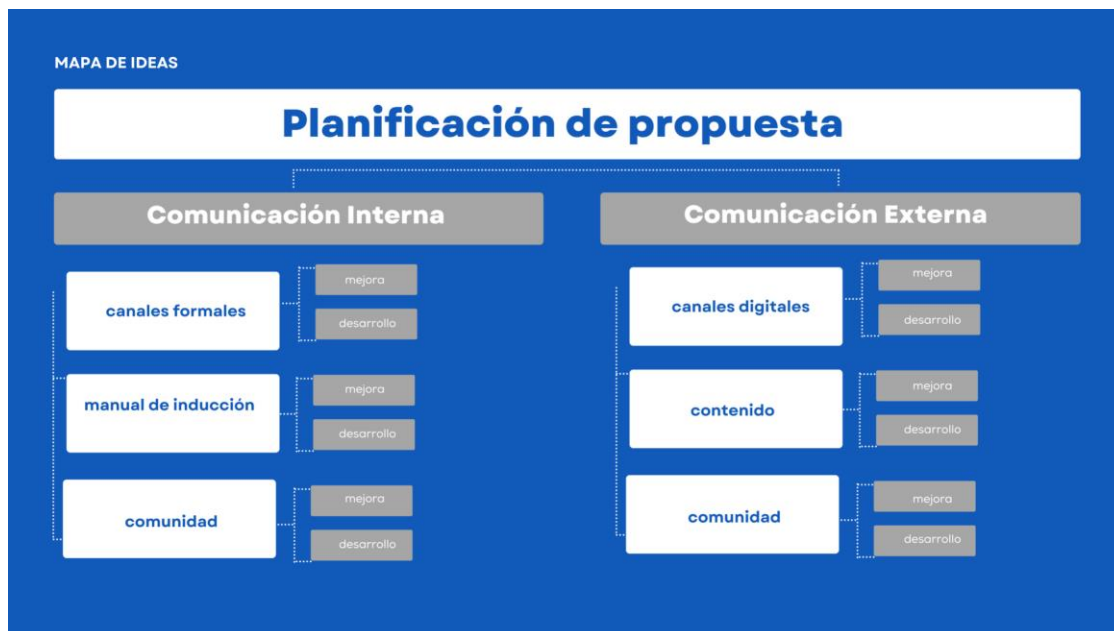 MAPA DE IDEAS
Planificación de propuesta
Comunicación Interna
canales formales
mejora
desarrollo
manual de inducción
mejora
desarrollo
comunidad
mejora
desarrollo
Comunicación Externa
canales digitales
mejora
desarrollo
contenido
mejora
desarrollo
comunidad
mejora
desarrollo